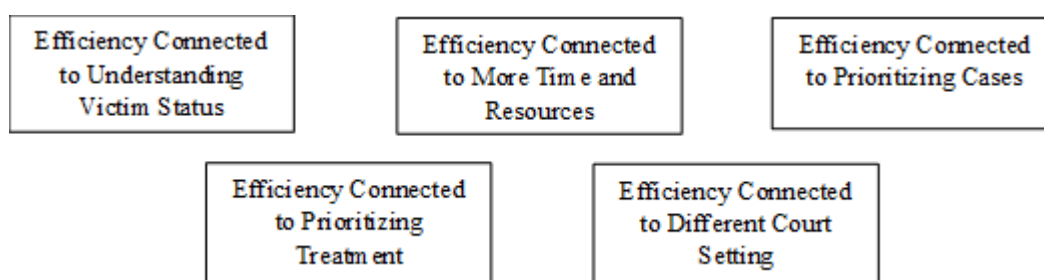 Efficiency Connected
to Understanding
Victim Status
Efficiency Connected
to More Time and
Resources
Efficiency Connected
to Prioritizing Cases
Efficiency Connected
to Prioritizing
Treatment
Efficiency Connected
to Different Court
Setting